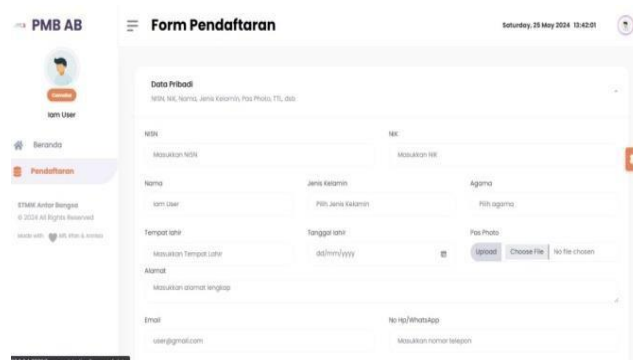 PMB AB
Form Pendaftaran
Saturday, 25 May 2024 13:42:01
Iam User
Beranda
Pendaftaran
STMIK Antar Bangsa
© 2024 All Rights Reserved
Made with
Data Pribadi
NISN, NIK, Nama, Jenis Kelamin, Pas Photo, TTL, dsb
NISN NIK
Masukkan NISN Masukkan NIK
Nama Jenis Kelamin Agama
Iam User Pilih Jenis Kelamin Pilih agama
Tempat lahir Tanggal lahir Pas Photo
Masukkan Tempat Lahir dd/mm/yyyy Upload Choose File No file chosen
Alamat
Masukkan alamat lengkap
Email No Hp/WhatsApp
user@gmail.com Masukkan nomor telepon